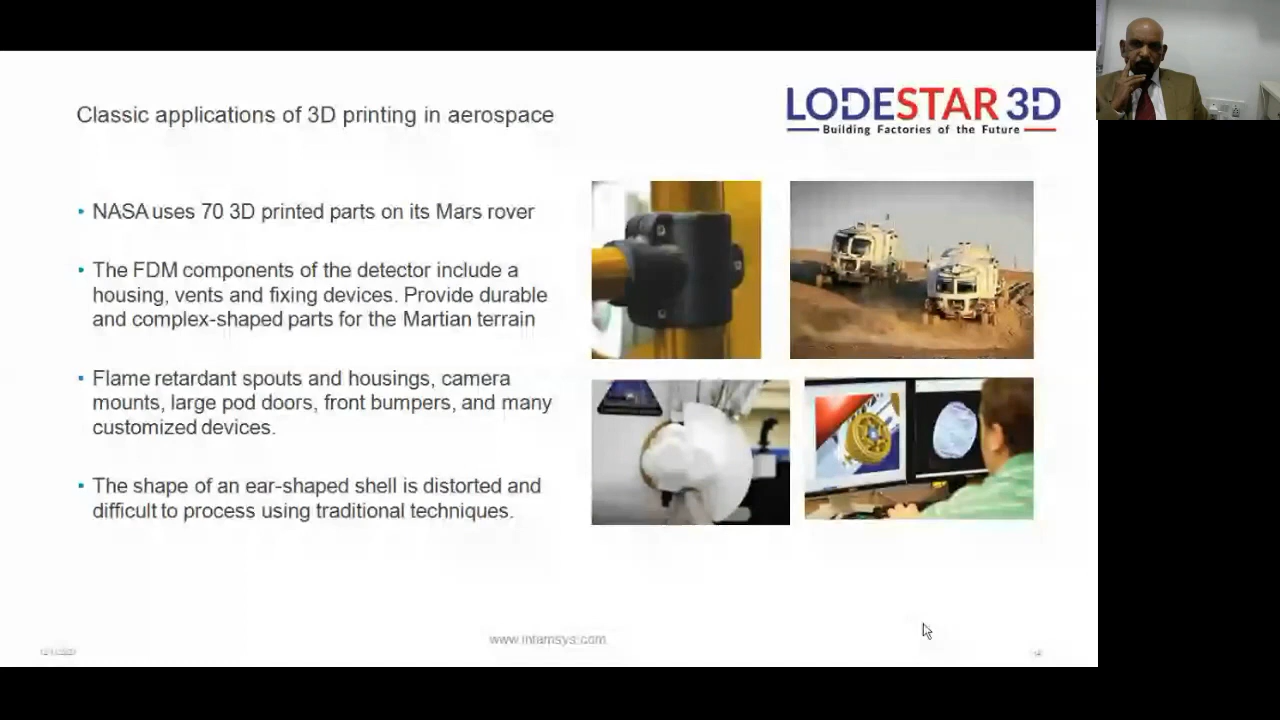 Classic applications of 3D printing in aerospace
LODESTAR 3D
Building Factories of the Future
• NASA uses 70 3D printed parts on its Mars rover
• The FDM components of the detector include a
housing, vents and fixing devices. Provide durable
and complex-shaped parts for the Martian terrain
• Flame retardant spouts and housings, camera
mounts, large pod doors, front bumpers, and many
customized devices.
• The shape of an ear-shaped shell is distorted and
difficult to process using traditional techniques.
www.intamsys.com